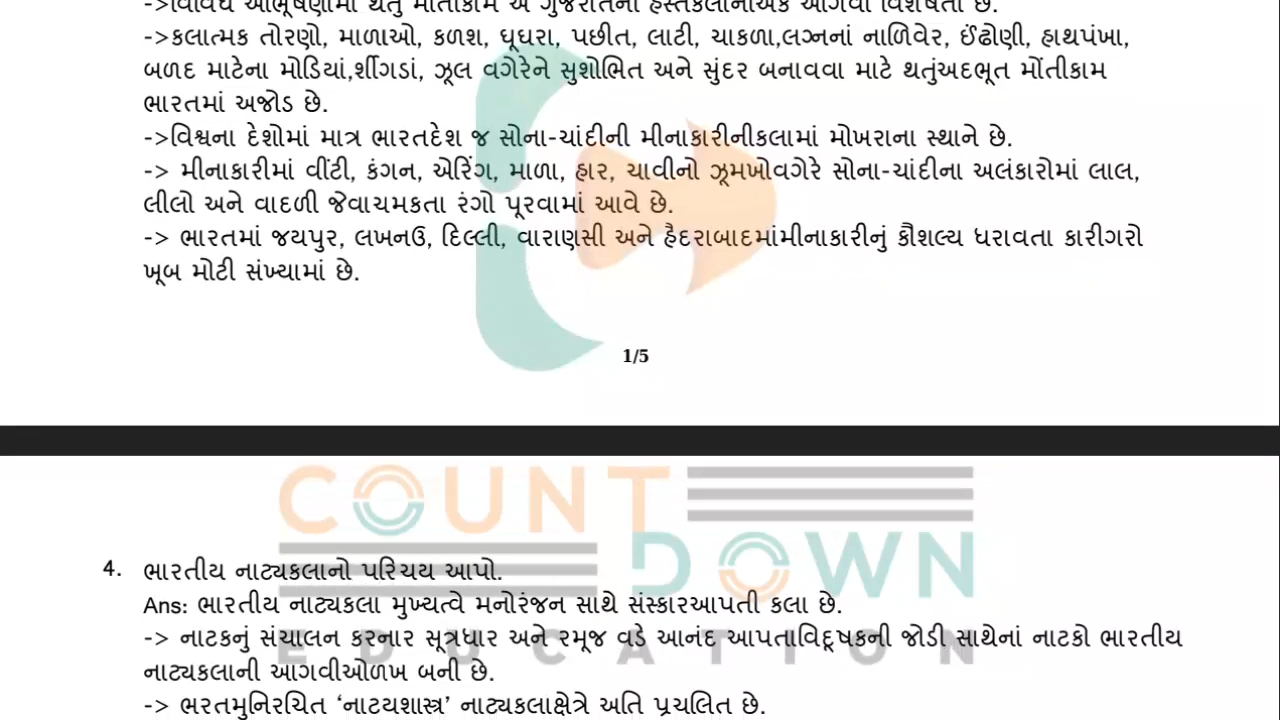 ->વિવિધ આભૂષણોમાં થતું મોતીકામ એ ગુજરાતની હસ્તકલાનીએક આગવી વિશેષતા છે.
->કલાત્મક તોરણો, માળાઓ, કળશ, ઘૂઘરા, પછીત, લાટી, ચાકળા,લગ્નનાં નાળિવેર, ઈંઢોણી, હાથપંખા,
બળદ માટેના મોડિયાં,ર્શીગડાં, ઝૂલ વગેરેને સુશોભિત અને સુંદર બનાવવા માટે થતુંઅદભૂત મોંતીકામ
ભારતમાં અજોડ છે.
->વિશ્વના દેશોમાં માત્ર ભારતદેશ જ સોના-ચાંદીની મીનાકારીનીકલામાં મોખરાના સ્થાને છે.
-> મીનાકારીમાં વીંટી, કંગન, એરિંગ, માળા, હાર, ચાવીનો ઝૂમખોવગેરે સોના-ચાંદીના અલંકારોમાં લાલ,
લીલો અને વાદળી જેવાચમકતા રંગો પૂરવામાં આવે છે.
-> ભારતમાં જયપુર, લખનઉ, દિલ્લી, વારાણસી અને હૈદરાબાદમાંમીનાકારીનું કૌશલ્ય ધરાવતા કારીગરો
ખૂબ મોટી સંખ્યામાં છે.
1/5
COUNT
DOWN
EDUCATION
4. ભારતીય નાટ્યકલાનો પરિચય આપો.
Ans: ભારતીય નાટ્યકલા મુખ્યત્વે મનોરંજન સાથે સંસ્કારઆપતી કલા છે.
-> નાટકનું સંચાલન કરનાર સૂત્રધાર અને રમૂજ વડે આનંદ આપતાવિદૂષકની જોડી સાથેનાં નાટકો ભારતીય
નાટ્યકલાની આગવીઓળખ બની છે.
-> ભરતમુનિરચિત ‘નાટયશાસ્ત્ર’ નાટ્યકલાક્ષેત્રે અતિ પ્રચલિત છે.